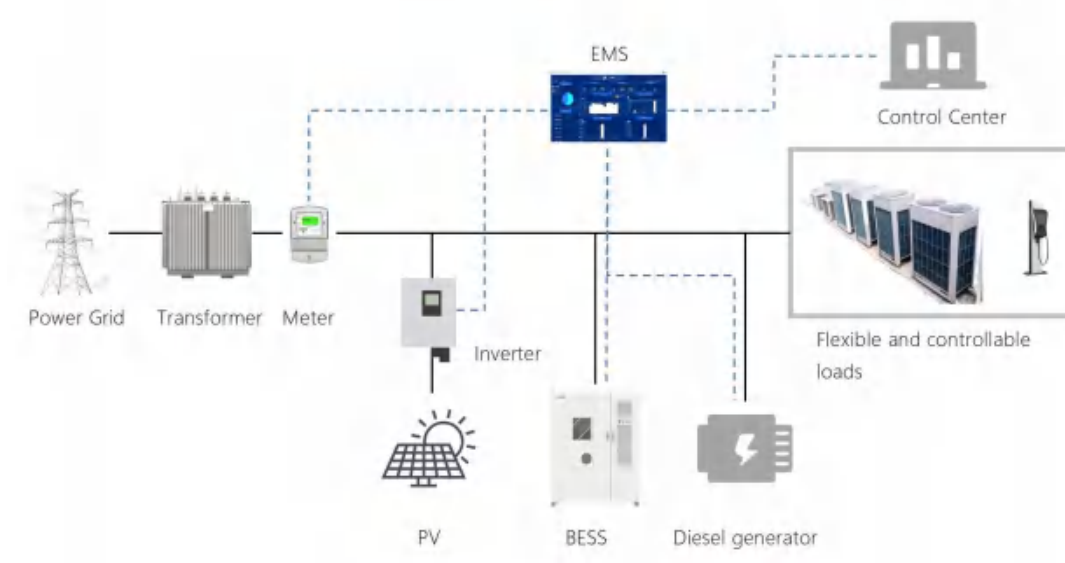 EMS
Control Center
Power Grid
Transformer
Meter
Inverter
Flexible and controllable
loads
PV
BESS
Diesel generator